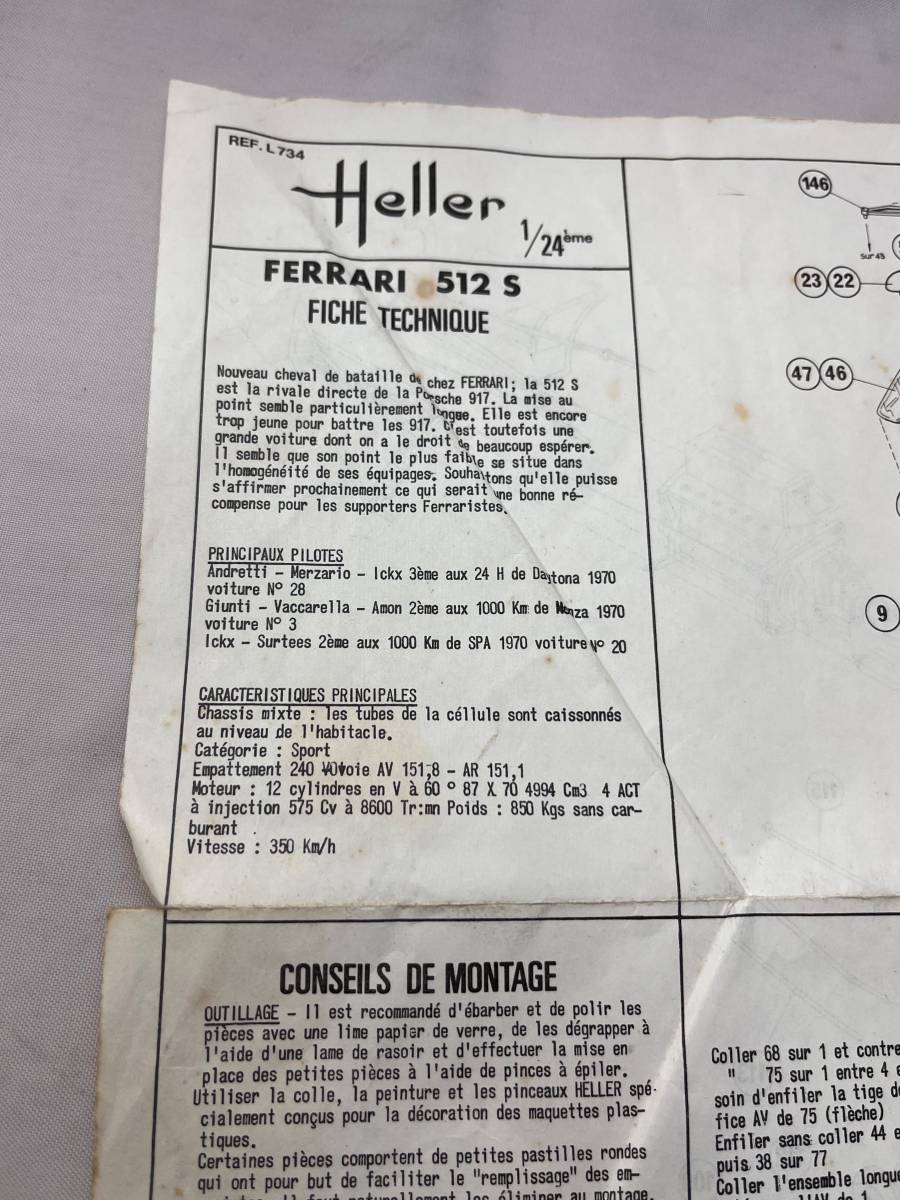 REF. L 734
Heller
1/24ème
FERRARI 512 S
FICHE TECHNIQUE
Nouveau cheval de bataille de chez FERRARI; la 512 S
est la rivale directe de la Porsche 917. La mise au
point semble particulièrement longue. Elle est encore
trop jeune pour battre les 917. C'est toutefois une
grande voiture dont on a le droit de beaucoup espérer.
Il semble que son point le plus faible se situe dans
l'homogénéité de ses équipages. Souhaitons qu'elle puisse
s'affirmer prochainement ce qui serait une bonne ré-
compense pour les supporters Ferraristes.
PRINCIPAUX PILOTES
Andretti - Merzario - Ickx 3ème aux 24 H de Daytona 1970
voiture N° 28
Giunti - Vaccarella - Amon 2ème aux 1000 Km de Monza 1970
voiture N° 3
Ickx - Surtees 2ème aux 1000 Km de SPA 1970 voiture N° 20
CARACTERISTIQUES PRINCIPALES
Chassis mixte : les tubes de la céllule sont caissonnés
au niveau de l'habitacle.
Catégorie : Sport
Empattement 240 voie AV 151,8 - AR 151,1
Moteur : 12 cylindres en V à 60 ° 87 X 70 4994 Cm3 4 ACT
à injection 575 Cv à 8600 Tr:mn Poids : 850 Kgs sans car-
burant .
Vitesse : 350 Km/h
CONSEILS DE MONTAGE
OUTILLAGE - Il est recommandé d'ébarber et de polir les
pièces avec une lime papier de verre, de les dégrapper à
l'aide d'une lame de rasoir et d'effectuer la mise en
place des petites pièces à l'aide de pinces à épiler.
Utiliser la colle, la peinture et les pinceaux HELLER spé-
cialement conçus pour la décoration des maquettes plas-
tiques.
Certaines pièces comportent de petites pastilles rondes
qui ont pour but de faciliter le "remplissage" des em-
il faut naturellement les éliminer au montage.
146
Sur 45
23 22
47 46
9
Coller 68 sur 1 et contre
" 75 sur 1 entre 4
soin d'enfiler la tige
fice AV de 75 (flèche)
Enfiler sans coller 44
puis 38 sur 77
Coller l'ensemble
l'AV de 1